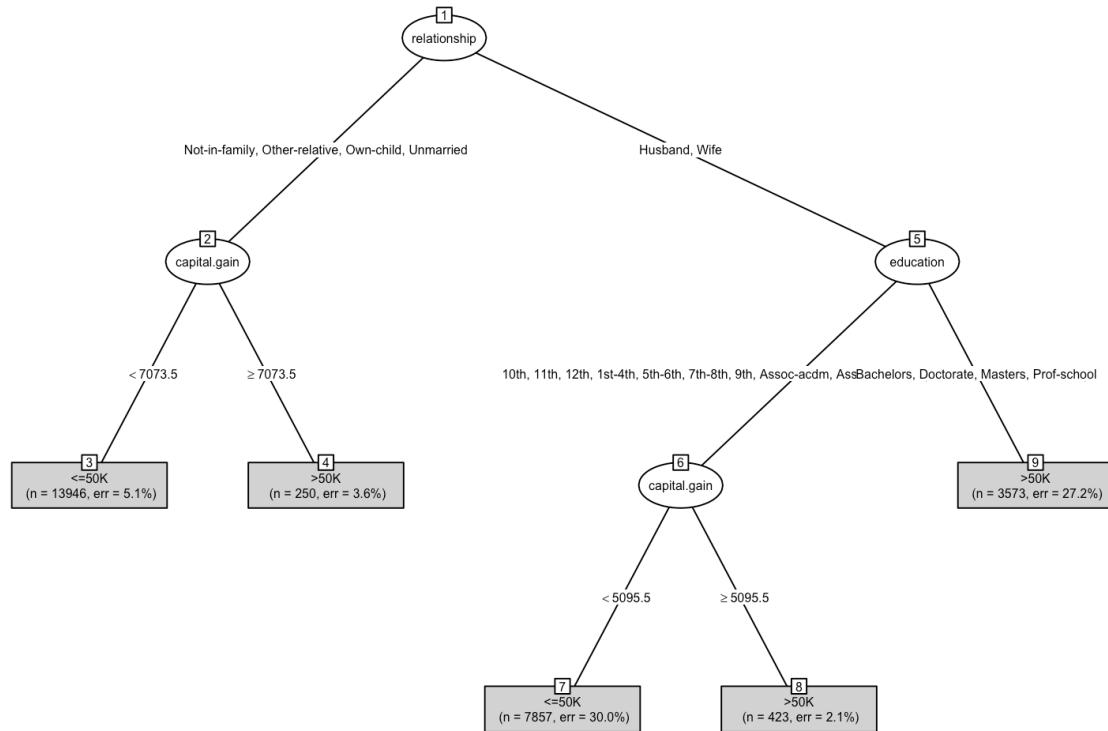 1
relationship
Not-in-family, Other-relative, Own-child, Unmarried
Husband, Wife
2
capital.gain
5
education
< 7073.5
≥ 7073.5
10th, 11th, 12th, 1st-4th, 5th-6th, 7th-8th, 9th, Assoc-acdm, Ass
Bachelors, Doctorate, Masters, Prof-school
3
<=50K
(n = 13946, err = 5.1%)
4
>50K
(n = 250, err = 3.6%)
6
capital.gain
9
>50K
(n = 3573, err = 27.2%)
< 5095.5
≥ 5095.5
7
<=50K
(n = 7857, err = 30.0%)
8
>50K
(n = 423, err = 2.1%)